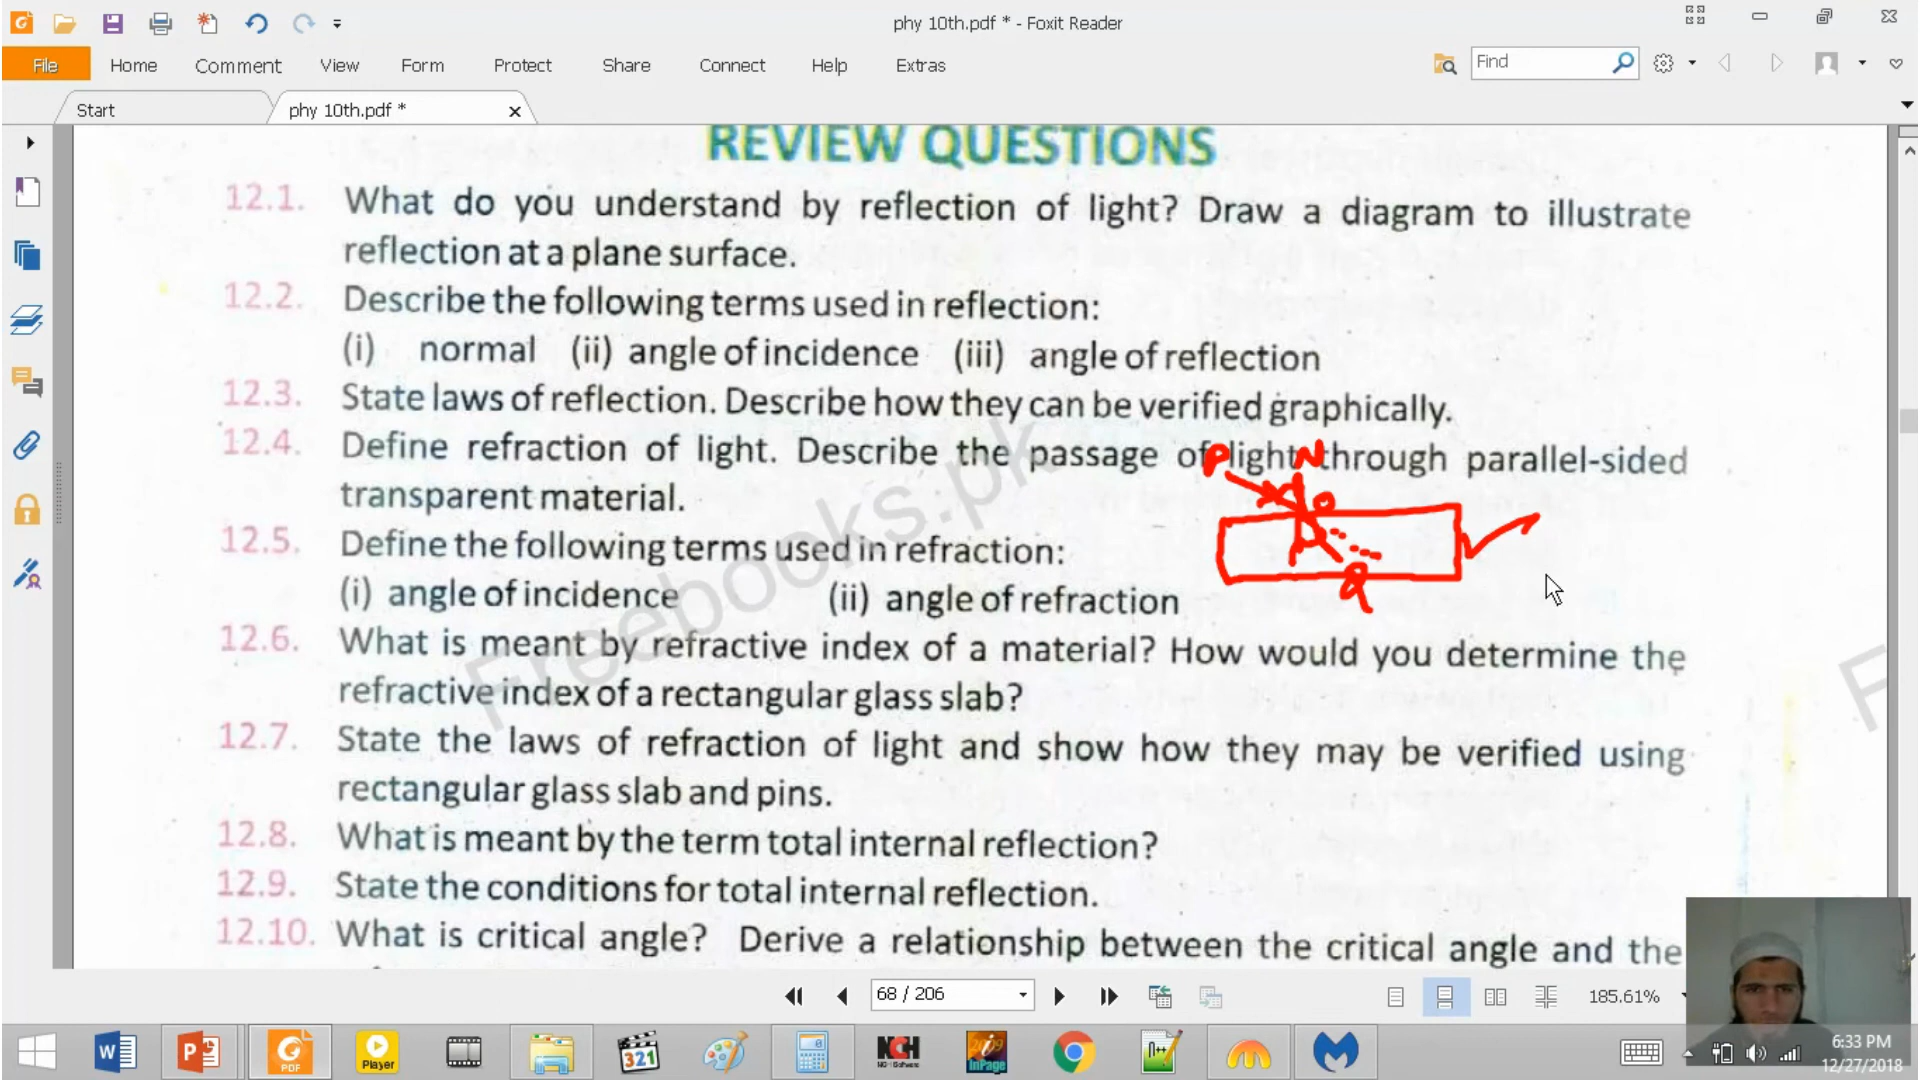 phy 10th.pdf * - Foxit Reader
File Home Comment View Form Protect Share Connect Help Extras
Find
Start phy 10th.pdf *
REVIEW QUESTIONS
12.1. What do you understand by reflection of light? Draw a diagram to illustrate
reflection at a plane surface.
12.2. Describe the following terms used in reflection:
(i) normal (ii) angle of incidence (iii) angle of reflection
12.3. State laws of reflection. Describe how they can be verified graphically.
12.4. Define refraction of light. Describe the passage of light through parallel-sided
transparent material.
P N
O
12.5. Define the following terms used in refraction:
(i) angle of incidence (ii) angle of refraction
12.6. What is meant by refractive index of a material? How would you determine the
refractive index of a rectangular glass slab?
12.7. State the laws of refraction of light and show how they may be verified using
rectangular glass slab and pins.
12.8. What is meant by the term total internal reflection?
12.9. State the conditions for total internal reflection.
12.10. What is critical angle? Derive a relationship between the critical angle and the
Freebooks.pk
F
68 / 206
185.61%
Player
321
NCH
InPage
6:33 PM
12/27/2018